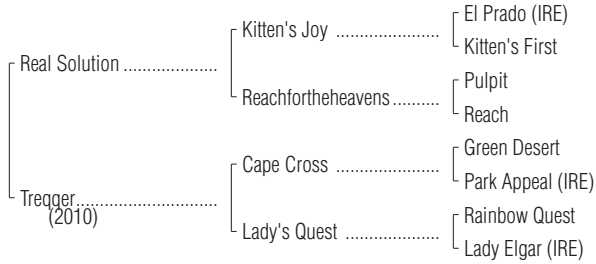 El Prado (IRE)
Kitten's Joy ....................
Kitten's First
Real Solution ...................
Pulpit
Reachfortheheavens..........
Reach
Green Desert
Cape Cross .....................
Park Appeal (IRE)
Tregger.............................
(2010)
Rainbow Quest
Lady's Quest ...................
Lady Elgar (IRE)